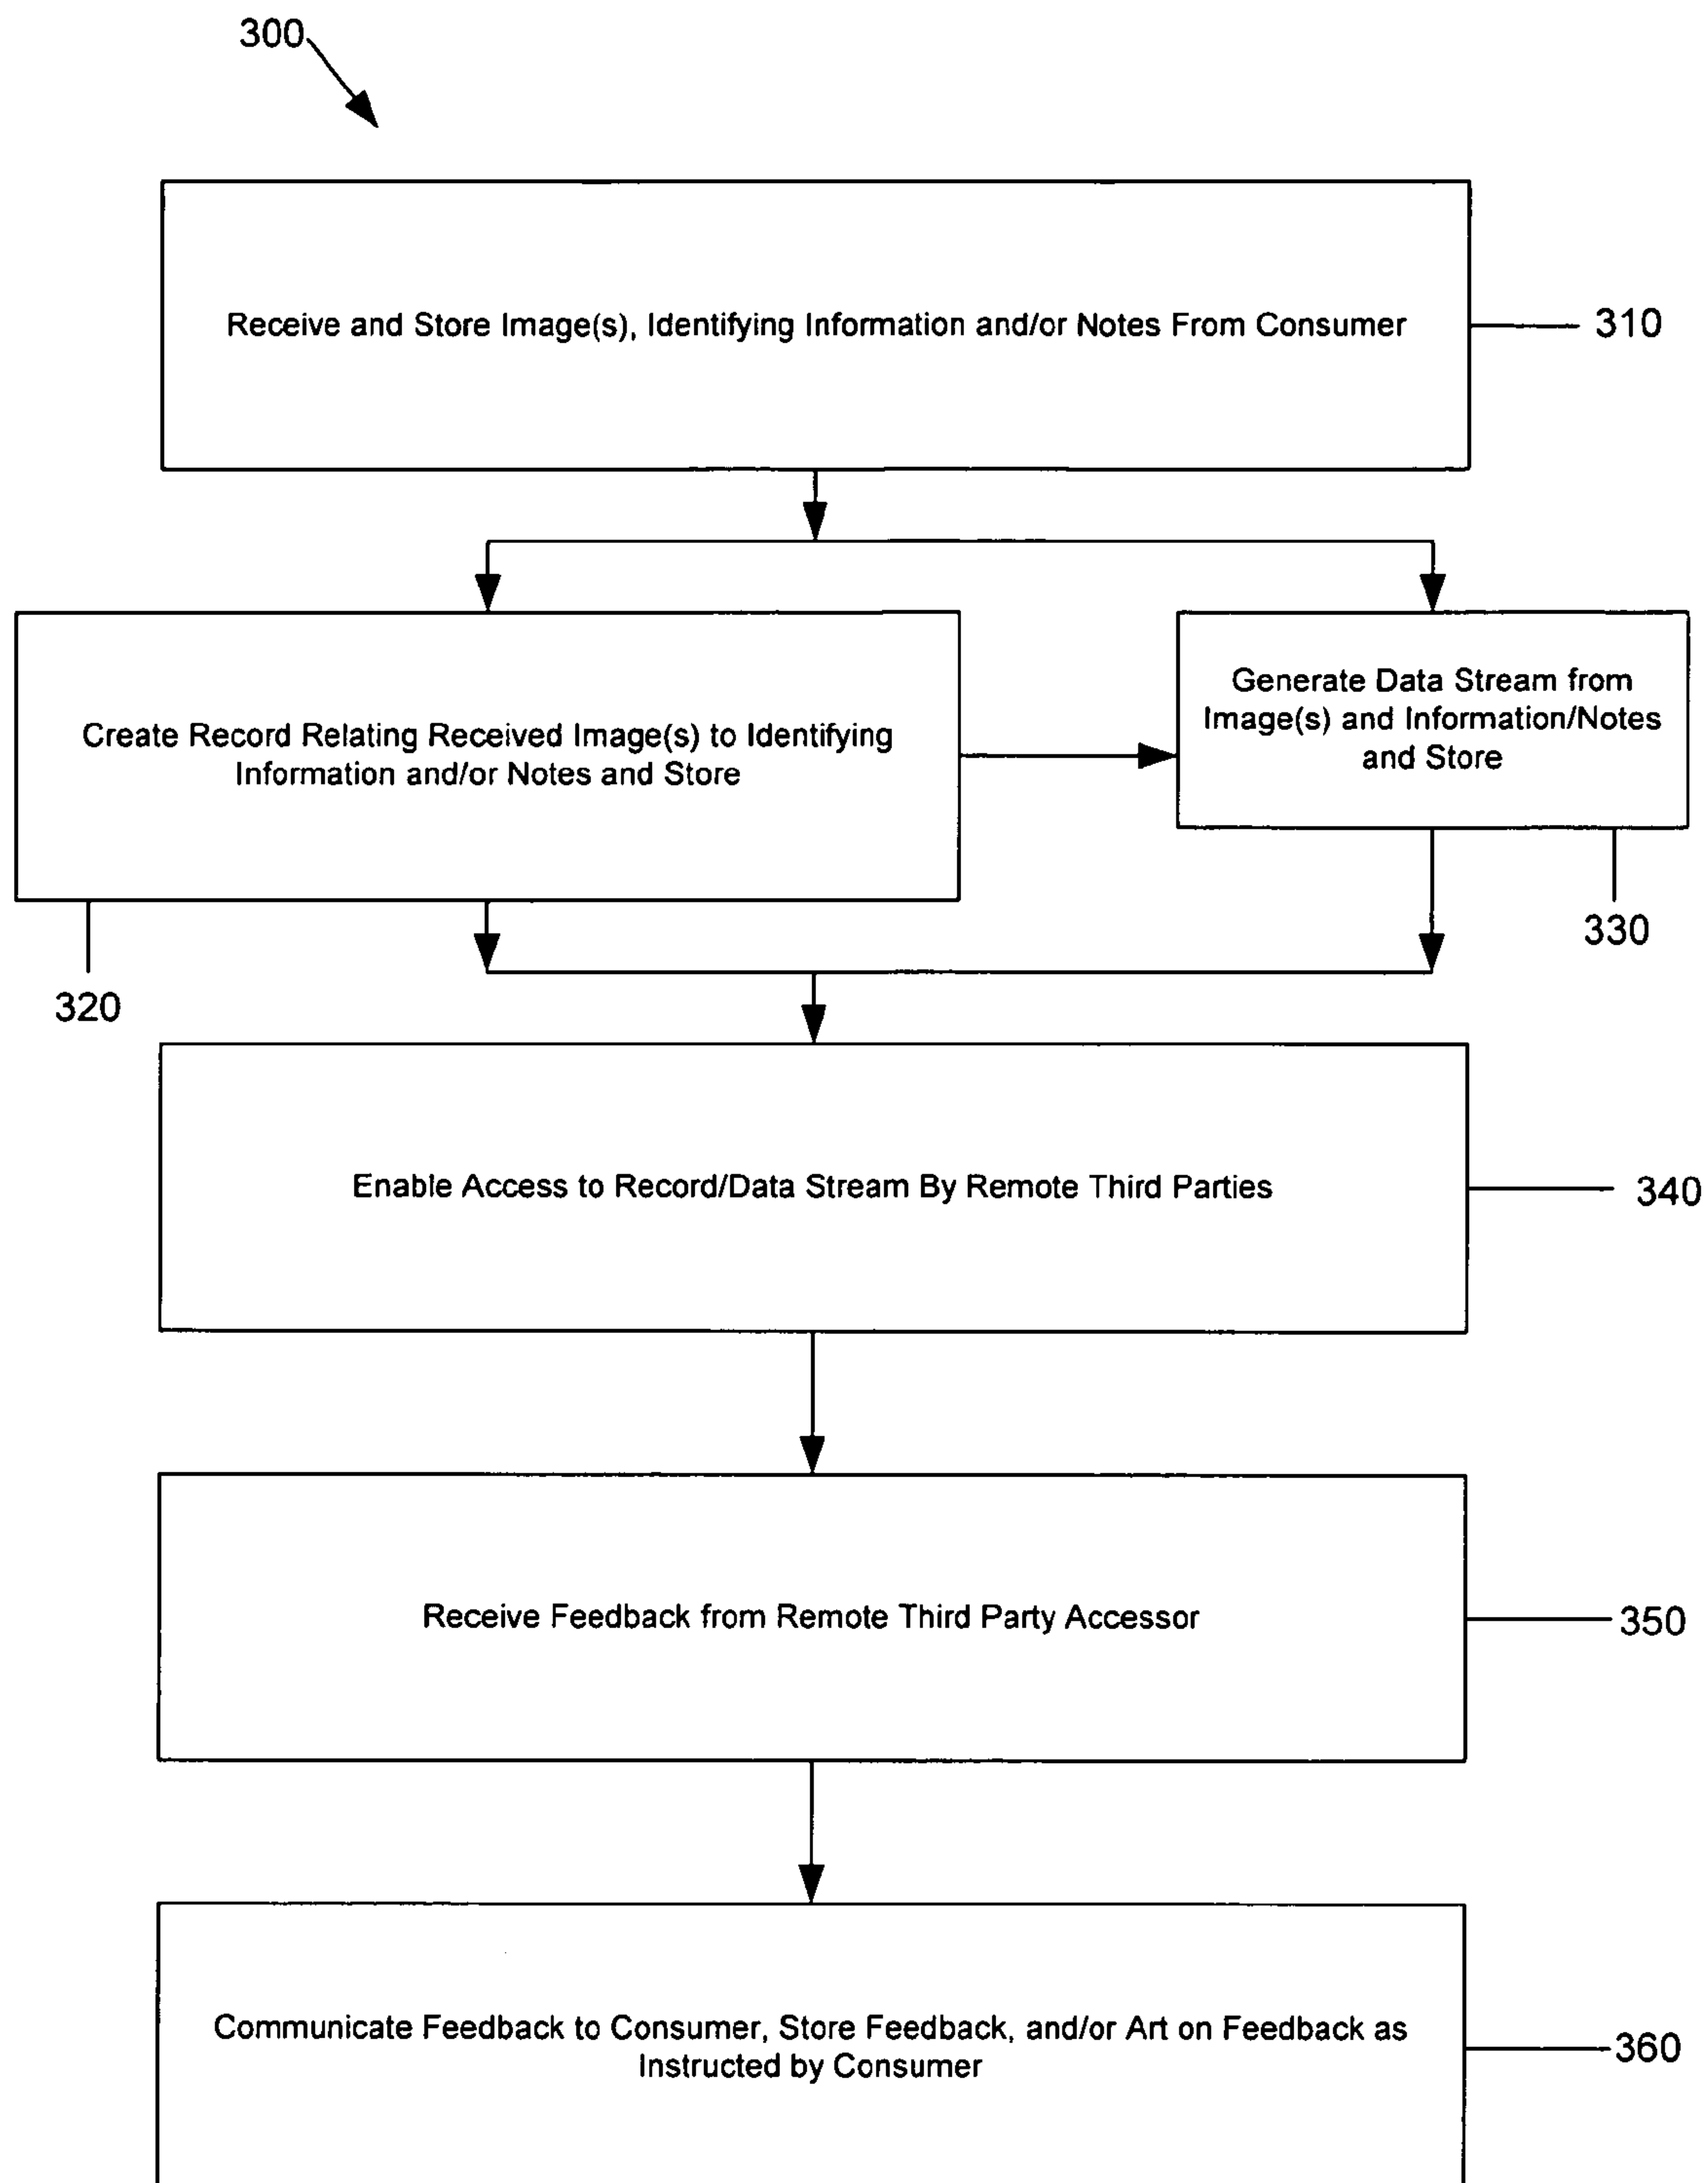 300
Receive and Store Image(s), Identifying Information and/or Notes From Consumer
310
Create Record Relating Received Image(s) to Identifying
Information and/or Notes and Store
320
Generate Data Stream from
Image(s) and Information/Notes
and Store
330
Enable Access to Record/Data Stream By Remote Third Parties
340
Receive Feedback from Remote Third Party Accessor
350
Communicate Feedback to Consumer, Store Feedback, and/or Art on Feedback as
Instructed by Consumer
360